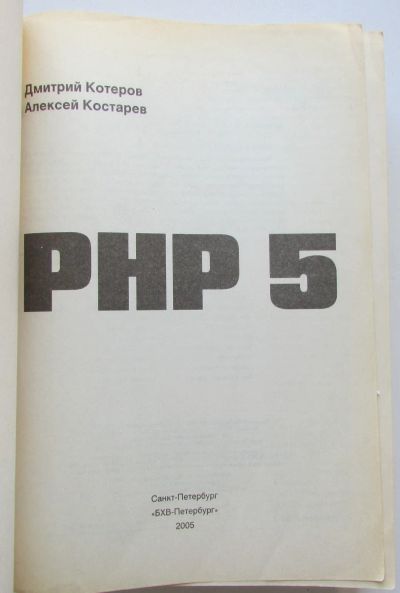 Дмитрий Котеров
Алексей Костарев
PHP 5
Санкт-Петербург
«БХВ-Петербург»
2005